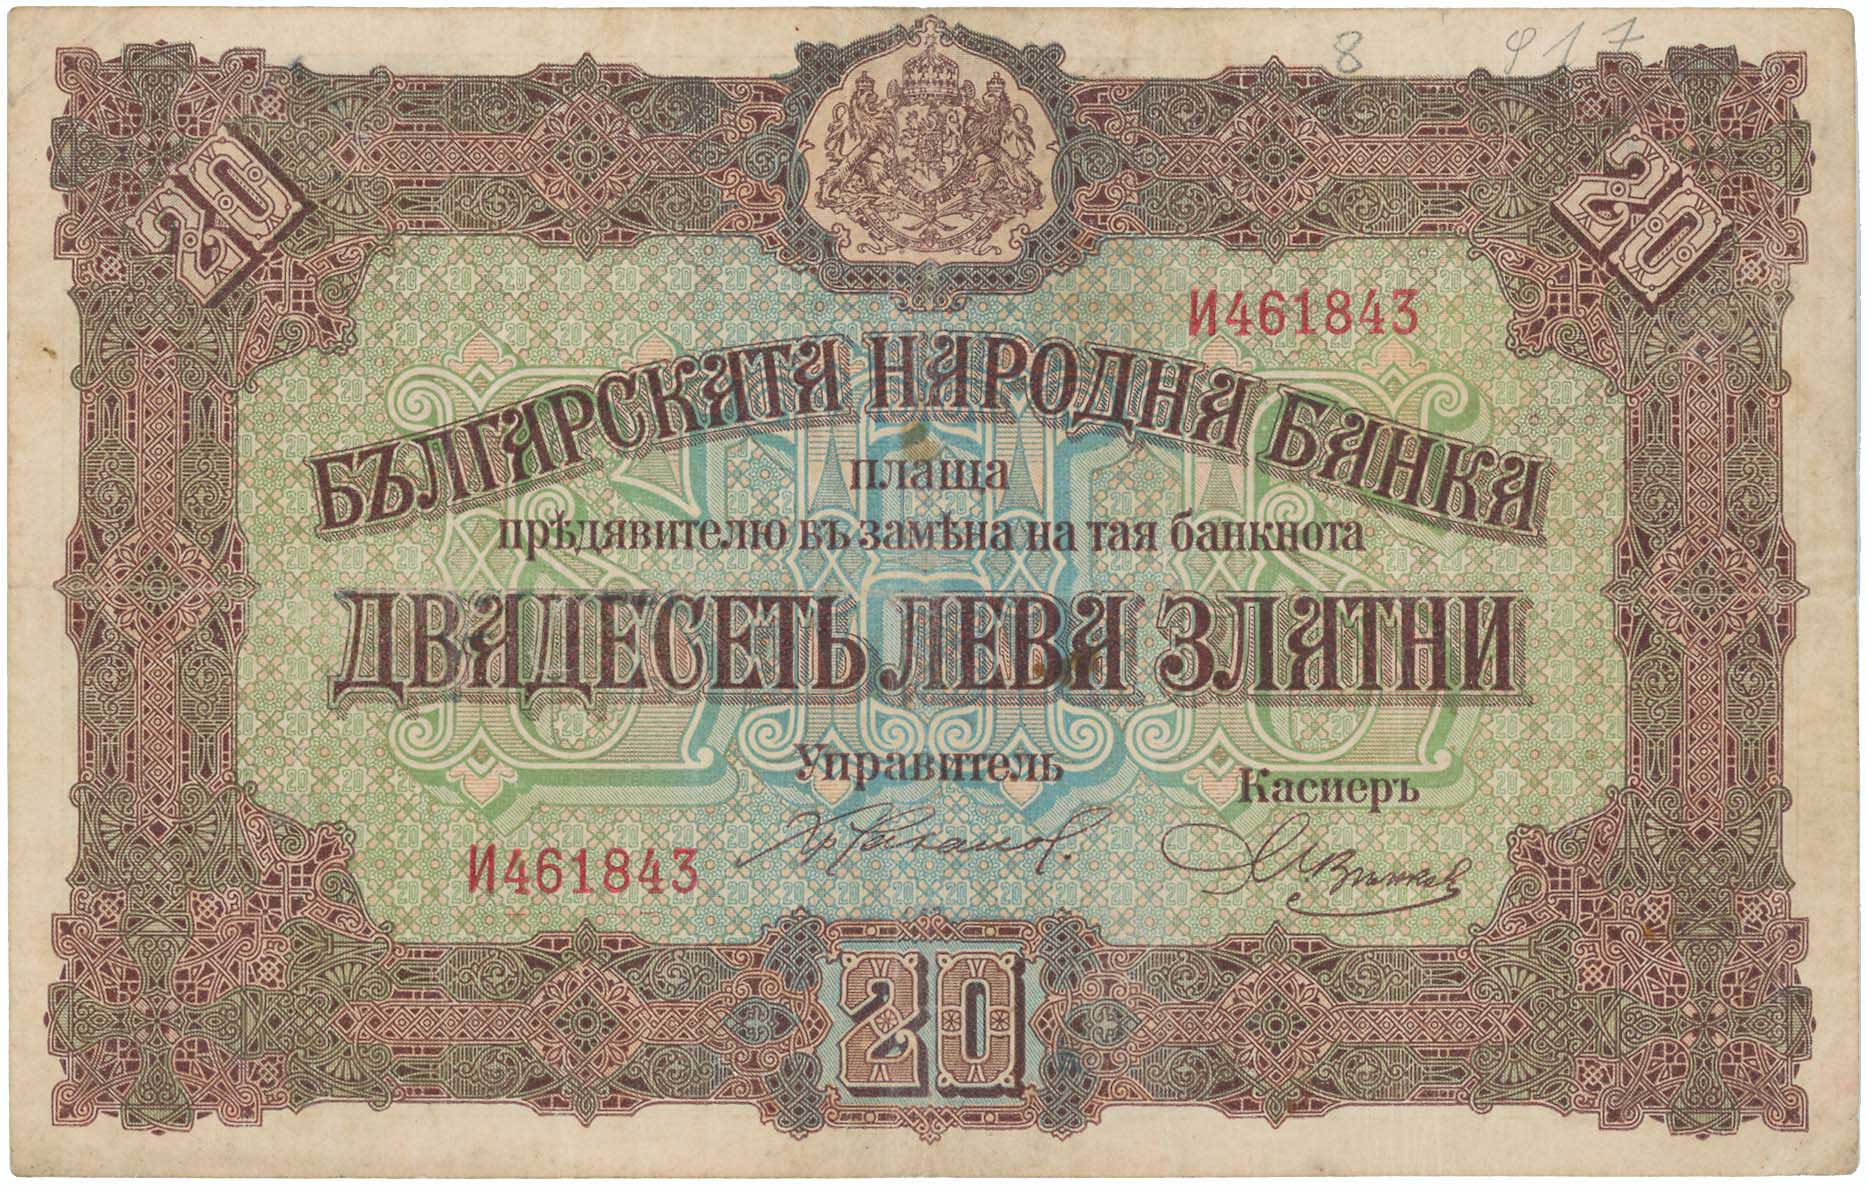 8 917
20 20
И461843
БЪЛГАРСКАТА НАРОДНА БАНКА
плаща
прѣдявителю въ замѣна на тая банкнота
ДВАДЕСЕТЬ ЛЕВА ЗЛАТНИ
Управитель
Касиеръ
И461843
20